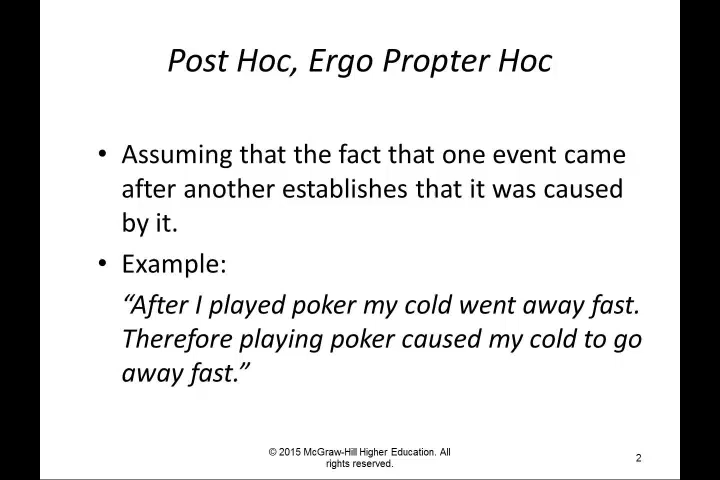 Post Hoc, Ergo Propter Hoc
• Assuming that the fact that one event came
after another establishes that it was caused
by it.
• Example:
“After I played poker my cold went away fast.
Therefore playing poker caused my cold to go
away fast.”
© 2015 McGraw-Hill Higher Education. All
rights reserved.
2